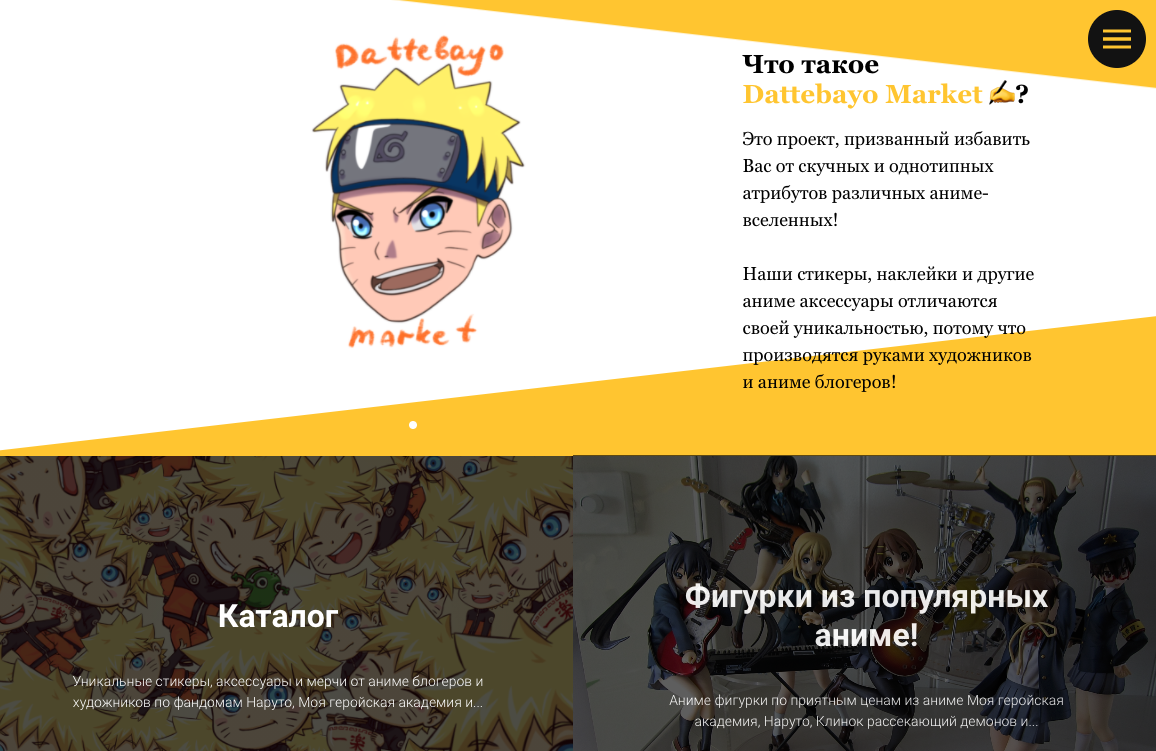 Dattebayo
market
Что такое
Dattebayo Market ✍?
Это проект, призванный избавить
Вас от скучных и однотипных
атрибутов различных аниме-
вселенных!
Наши стикеры, наклейки и другие
аниме аксессуары отличаются
своей уникальностью, потому что
производятся руками художников
и аниме блогеров!
Каталог
Уникальные стикеры, аксессуары и мерчи от аниме блогеров и
художников по фандомам Наруто, Моя геройская академия и...
Фигурки из популярных
аниме!
Аниме фигурки по приятным ценам из аниме Моя геройская
академия, Наруто, Клинок рассекающий демонов и...